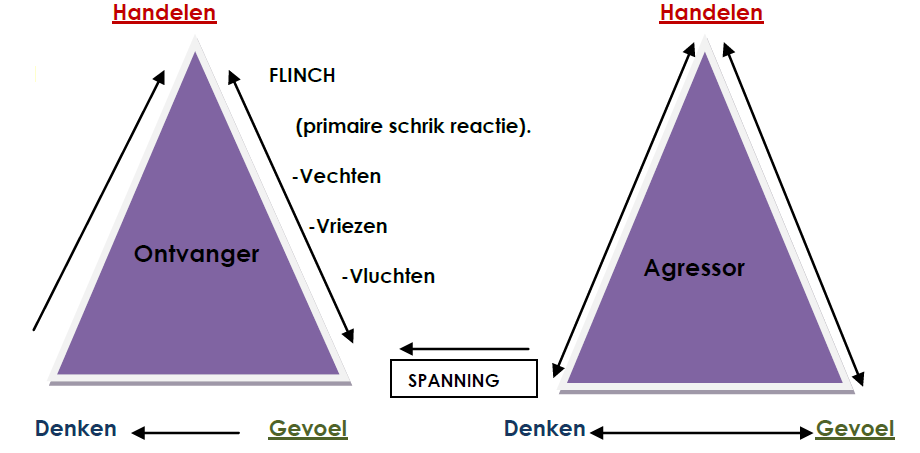 Handelen
FLINCH
(primaire schrik reactie).
-Vechten
-Vriezen
-Vluchten
Ontvanger
Denken
Gevoel
SPANNING
Handelen
Agressor
Denken
Gevoel